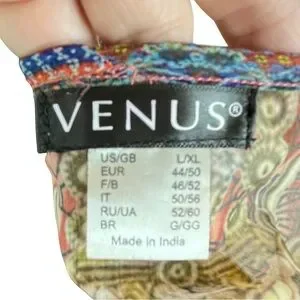 VENUS®
US/GB L/XL
EUR 44/50
F/B 46/52
IT 50/56
RU/UA 52/60
BR G/GG
Made in India